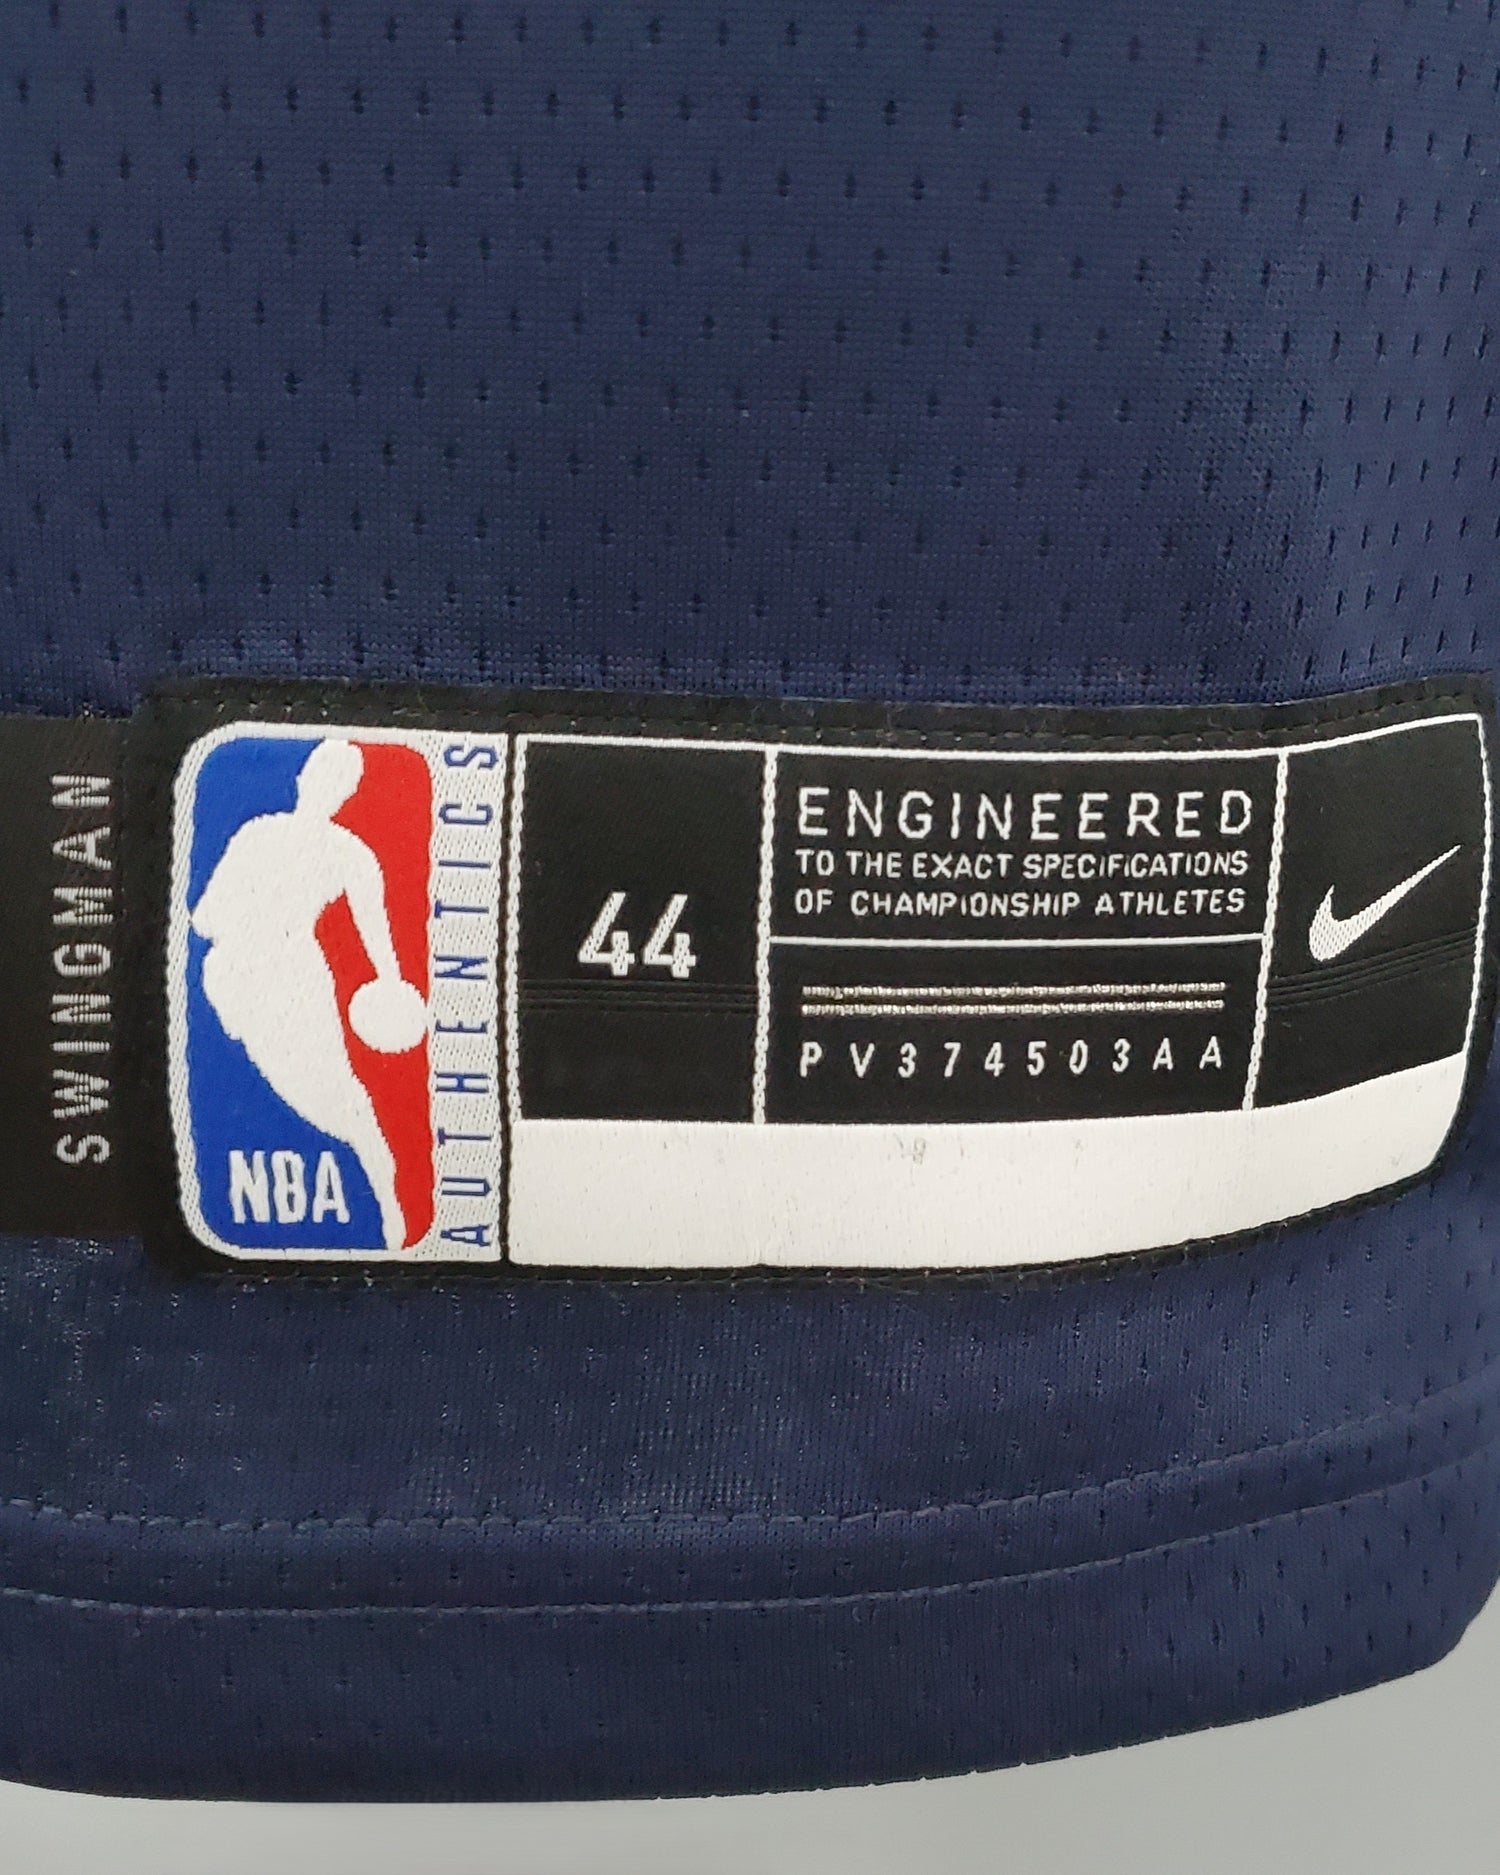 SWINGMAN
NBA
AUTHENTICS
44
ENGINEERED
TO THE EXACT SPECIFICATIONS
OF CHAMPIONSHIP ATHLETES
PV374503AA